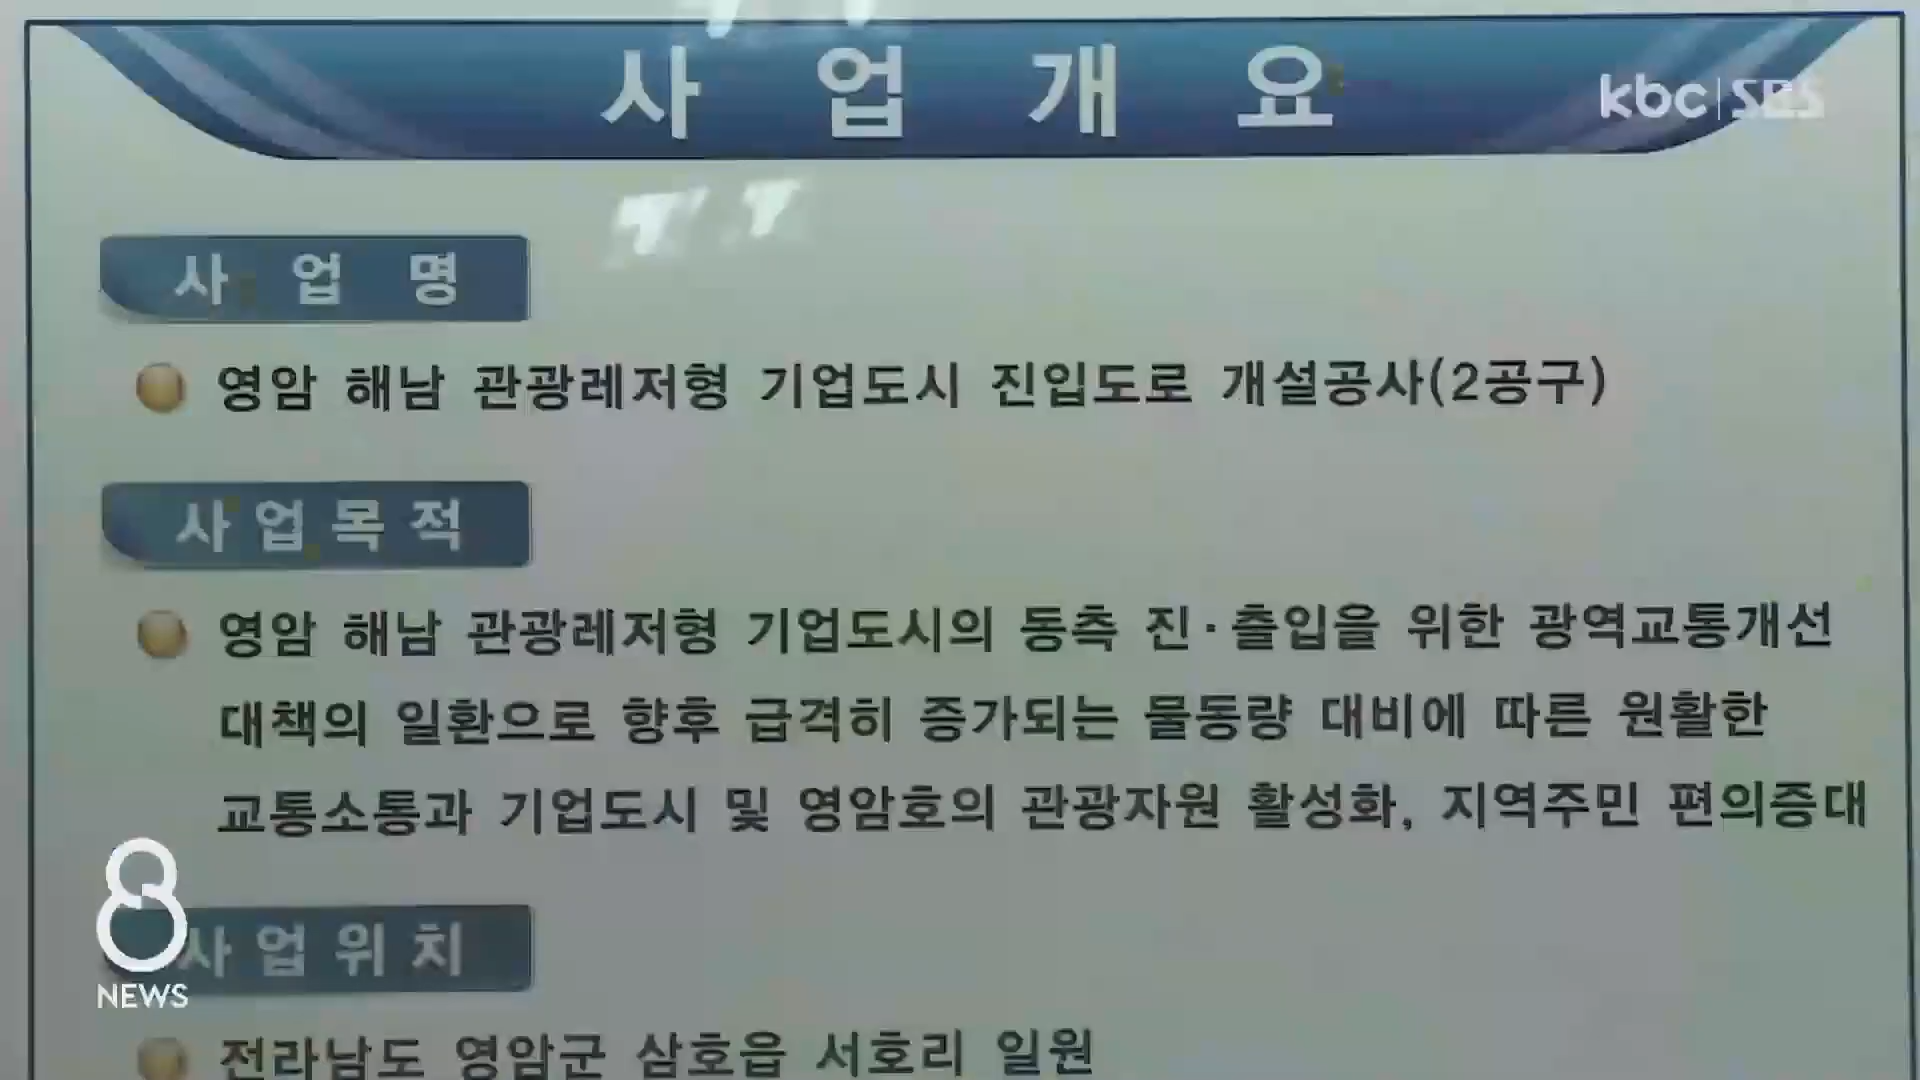 사업개요
kbc SBS
사업명
영암 해남 관광레저형 기업도시 진입도로 개설공사(2공구)
사업목적
영암 해남 관광레저형 기업도시의 동측 진·출입을 위한 광역교통개선
대책의 일환으로 향후 급격히 증가되는 물동량 대비에 따른 원활한
교통소통과 기업도시 및 영암호의 관광자원 활성화, 지역주민 편의증대
8
NEWS
사업위치
전라남도 영암군 삼호읍 서호리 일원